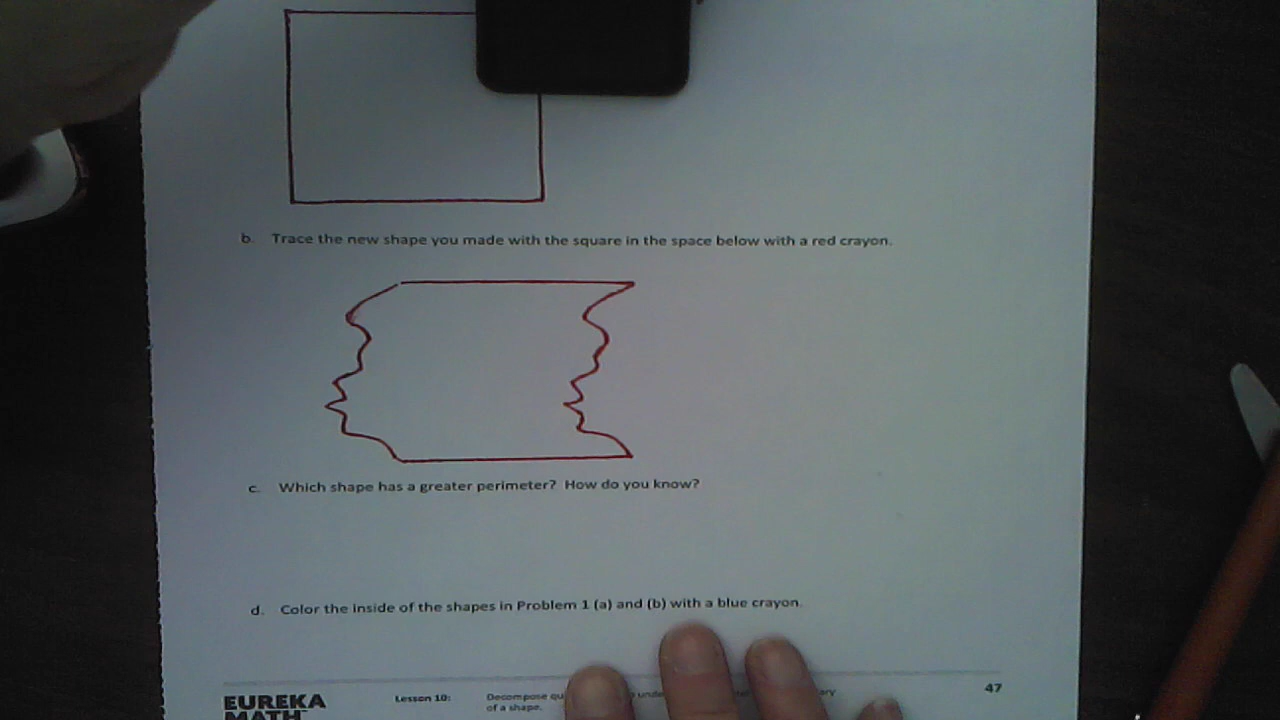 b. Trace the new shape you made with the square in the space below with a red crayon.
c. Which shape has a greater perimeter? How do you know?
d. Color the inside of the shapes in Problem 1 (a) and (b) with a blue crayon.
47
EUREKA
MATH
Lesson 10:
Decompose
of a shape.